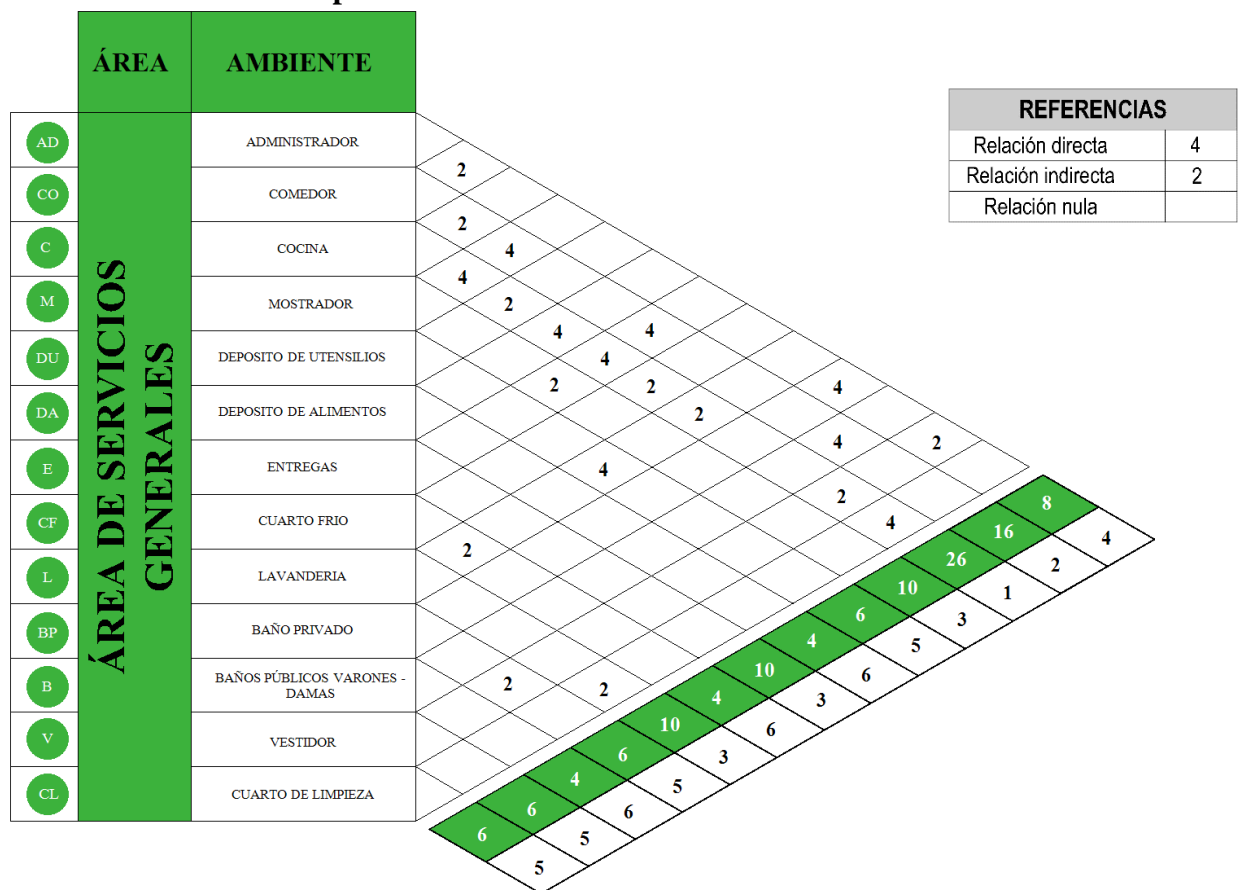 ÁREA
AMBIENTE
REFERENCIAS
Relación directa 4
Relación indirecta 2
Relación nula
ÁREA DE SERVICIOS
GENERALES
AD ADMINISTRADOR
CO COMEDOR
C COCINA
M MOSTRADOR
DU DEPOSITO DE UTENSILIOS
DA DEPOSITO DE ALIMENTOS
E ENTREGAS
CF CUARTO FRIO
L LAVANDERIA
BP BAÑO PRIVADO
B BAÑOS PÚBLICOS VARONES -
DAMAS
V VESTIDOR
CL CUARTO DE LIMPIEZA
2
2
4
4
2
4 4
4
2 2 4
2
4 2
4
2
4
2
2 2
8 16 26 10 6 4 10 4 10 6 4 6 6
4 2 1 3 5 6 3 6 3 5 6 5 5